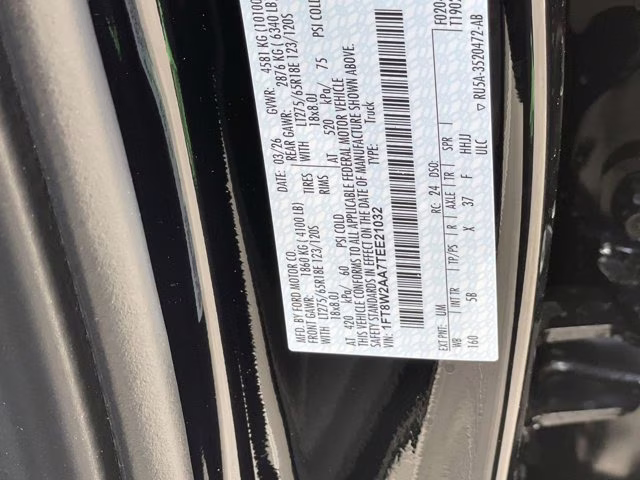 MFD. BY FORD MOTOR CO.
DATE: 03/26 GVWR: 4581 KG (10100
FRONT GAWR: 1860 KG ( 4100 LB)
REAR GAWR: 2876 KG ( 6340 LB)
WITH LT275/65R18E 123/120S TIRES
WITH LT275/65R18E 123/120S
18x8.0J RIMS
18x8.0J
AT 420 kPa/ 60 PSI COLD
AT 520 kPa/ 75 PSI COLD
THIS VEHICLE CONFORMS TO ALL APPLICABLE FEDERAL MOTOR VEHICLE
SAFETY STANDARDS IN EFFECT ON THE DATE OF MANUFACTURE SHOWN ABOVE.
VIN: 1FT8W2AA7TEE21032
TYPE: Truck
F020
T190
EXT PNT: UM RC: 24 DSO:
WB INT TR TP/PS R AXLE TR SPR
160 5B X 37 F HHJJ
ULC
▽ RU5A-3520472-AB